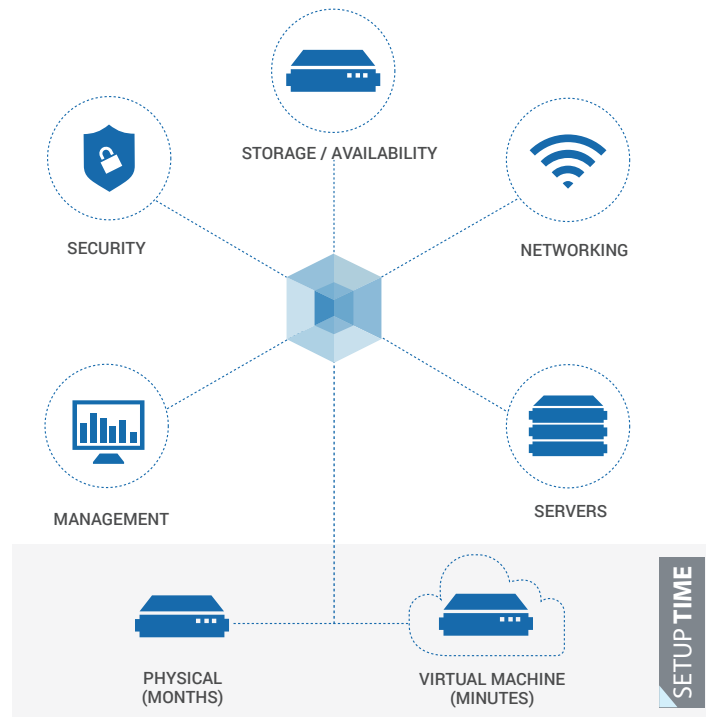 STORAGE / AVAILABILITY
SECURITY
NETWORKING
MANAGEMENT
SERVERS
PHYSICAL
(MONTHS)
VIRTUAL MACHINE
(MINUTES)
SETUP TIME